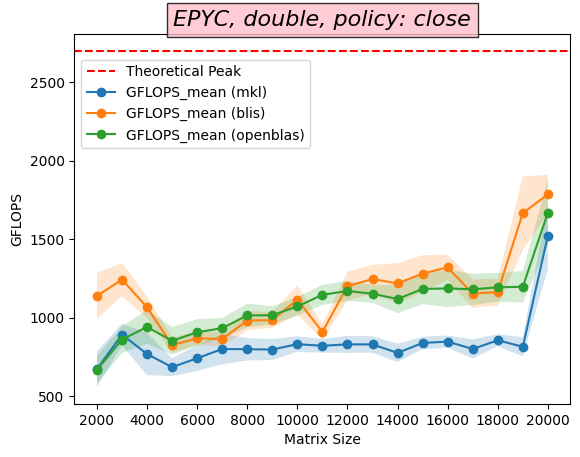 EPYC, double, policy: close
Theoretical Peak
GFLOPS_mean (mkl)
GFLOPS_mean (blis)
GFLOPS_mean (openblas)
2500
2000
1500
1000
500
GFLOPS
2000 4000 6000 8000 10000 12000 14000 16000 18000 20000
Matrix Size